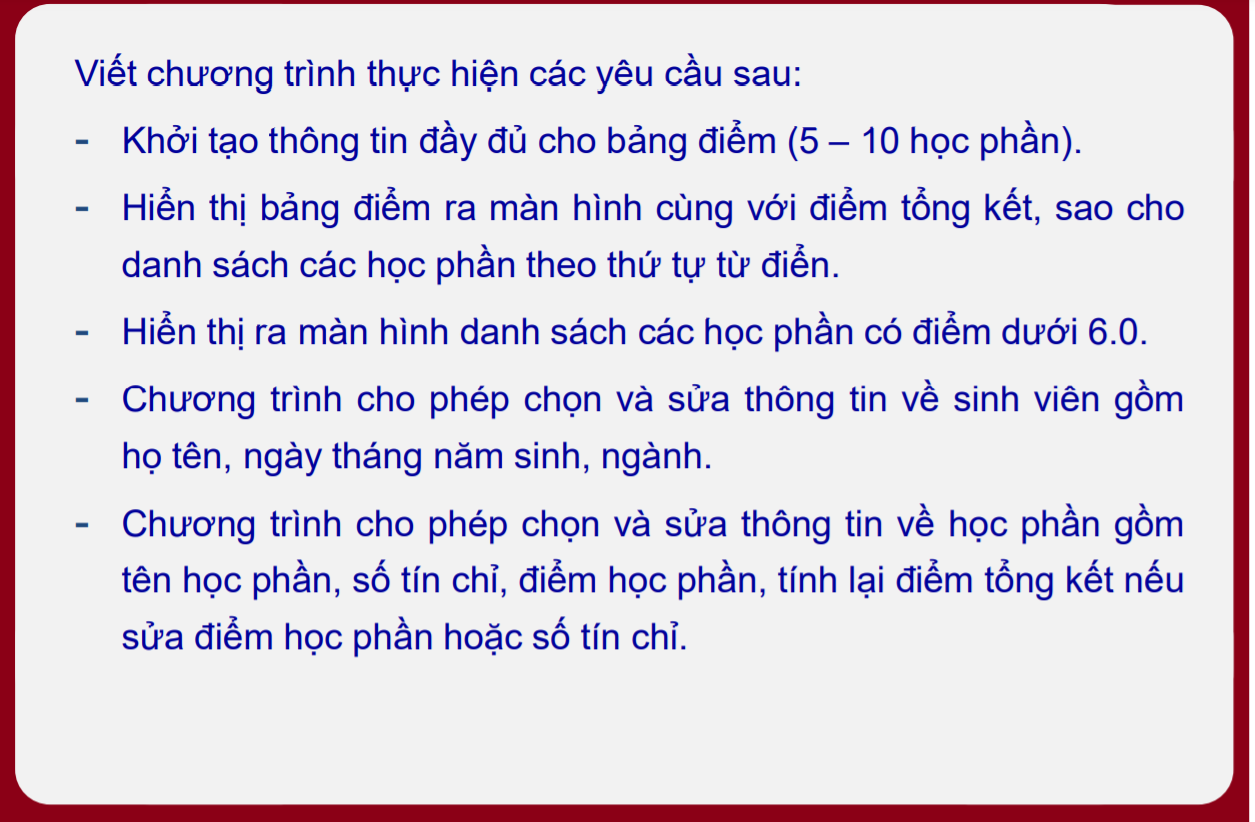 Viết chương trình thực hiện các yêu cầu sau:
- Khởi tạo thông tin đầy đủ cho bảng điểm (5 – 10 học phần).
- Hiển thị bảng điểm ra màn hình cùng với điểm tổng kết, sao cho
danh sách các học phần theo thứ tự từ điển.
- Hiển thị ra màn hình danh sách các học phần có điểm dưới 6.0.
- Chương trình cho phép chọn và sửa thông tin về sinh viên gồm
họ tên, ngày tháng năm sinh, ngành.
- Chương trình cho phép chọn và sửa thông tin về học phần gồm
tên học phần, số tín chỉ, điểm học phần, tính lại điểm tổng kết nếu
sửa điểm học phần hoặc số tín chỉ.